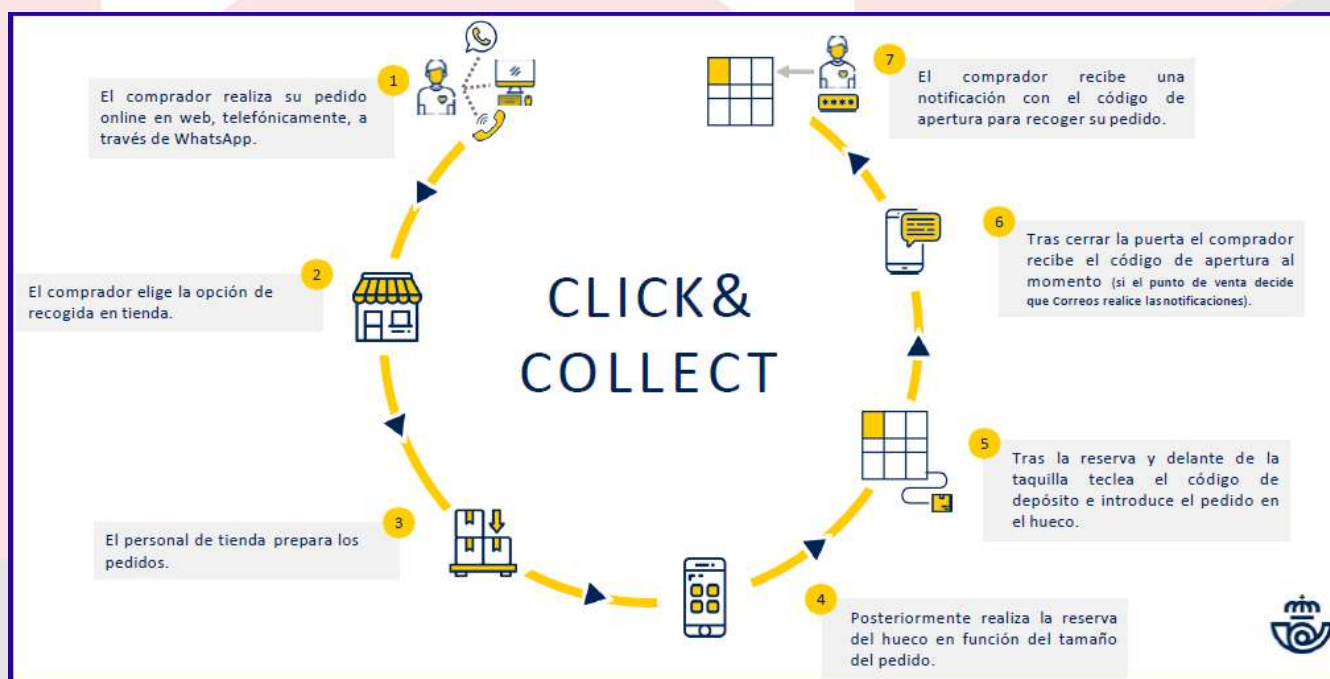 1
El comprador realiza su pedido
online en web, telefónicamente, a
través de WhatsApp.
2
El comprador elige la opción de
recogida en tienda.
3
El personal de tienda prepara los
pedidos.
CLICK&
COLLECT
4
Posteriormente realiza la reserva
del hueco en función del tamaño
del pedido.
5
Tras la reserva y delante de la
taquilla teclea el código de
depósito e introduce el pedido en
el hueco.
6
Tras cerrar la puerta el comprador
recibe el código de apertura al
momento (si el punto de venta decide
que Correos realice las notificaciones).
7
El comprador recibe una
notificación con el código de
apertura para recoger su pedido.
****